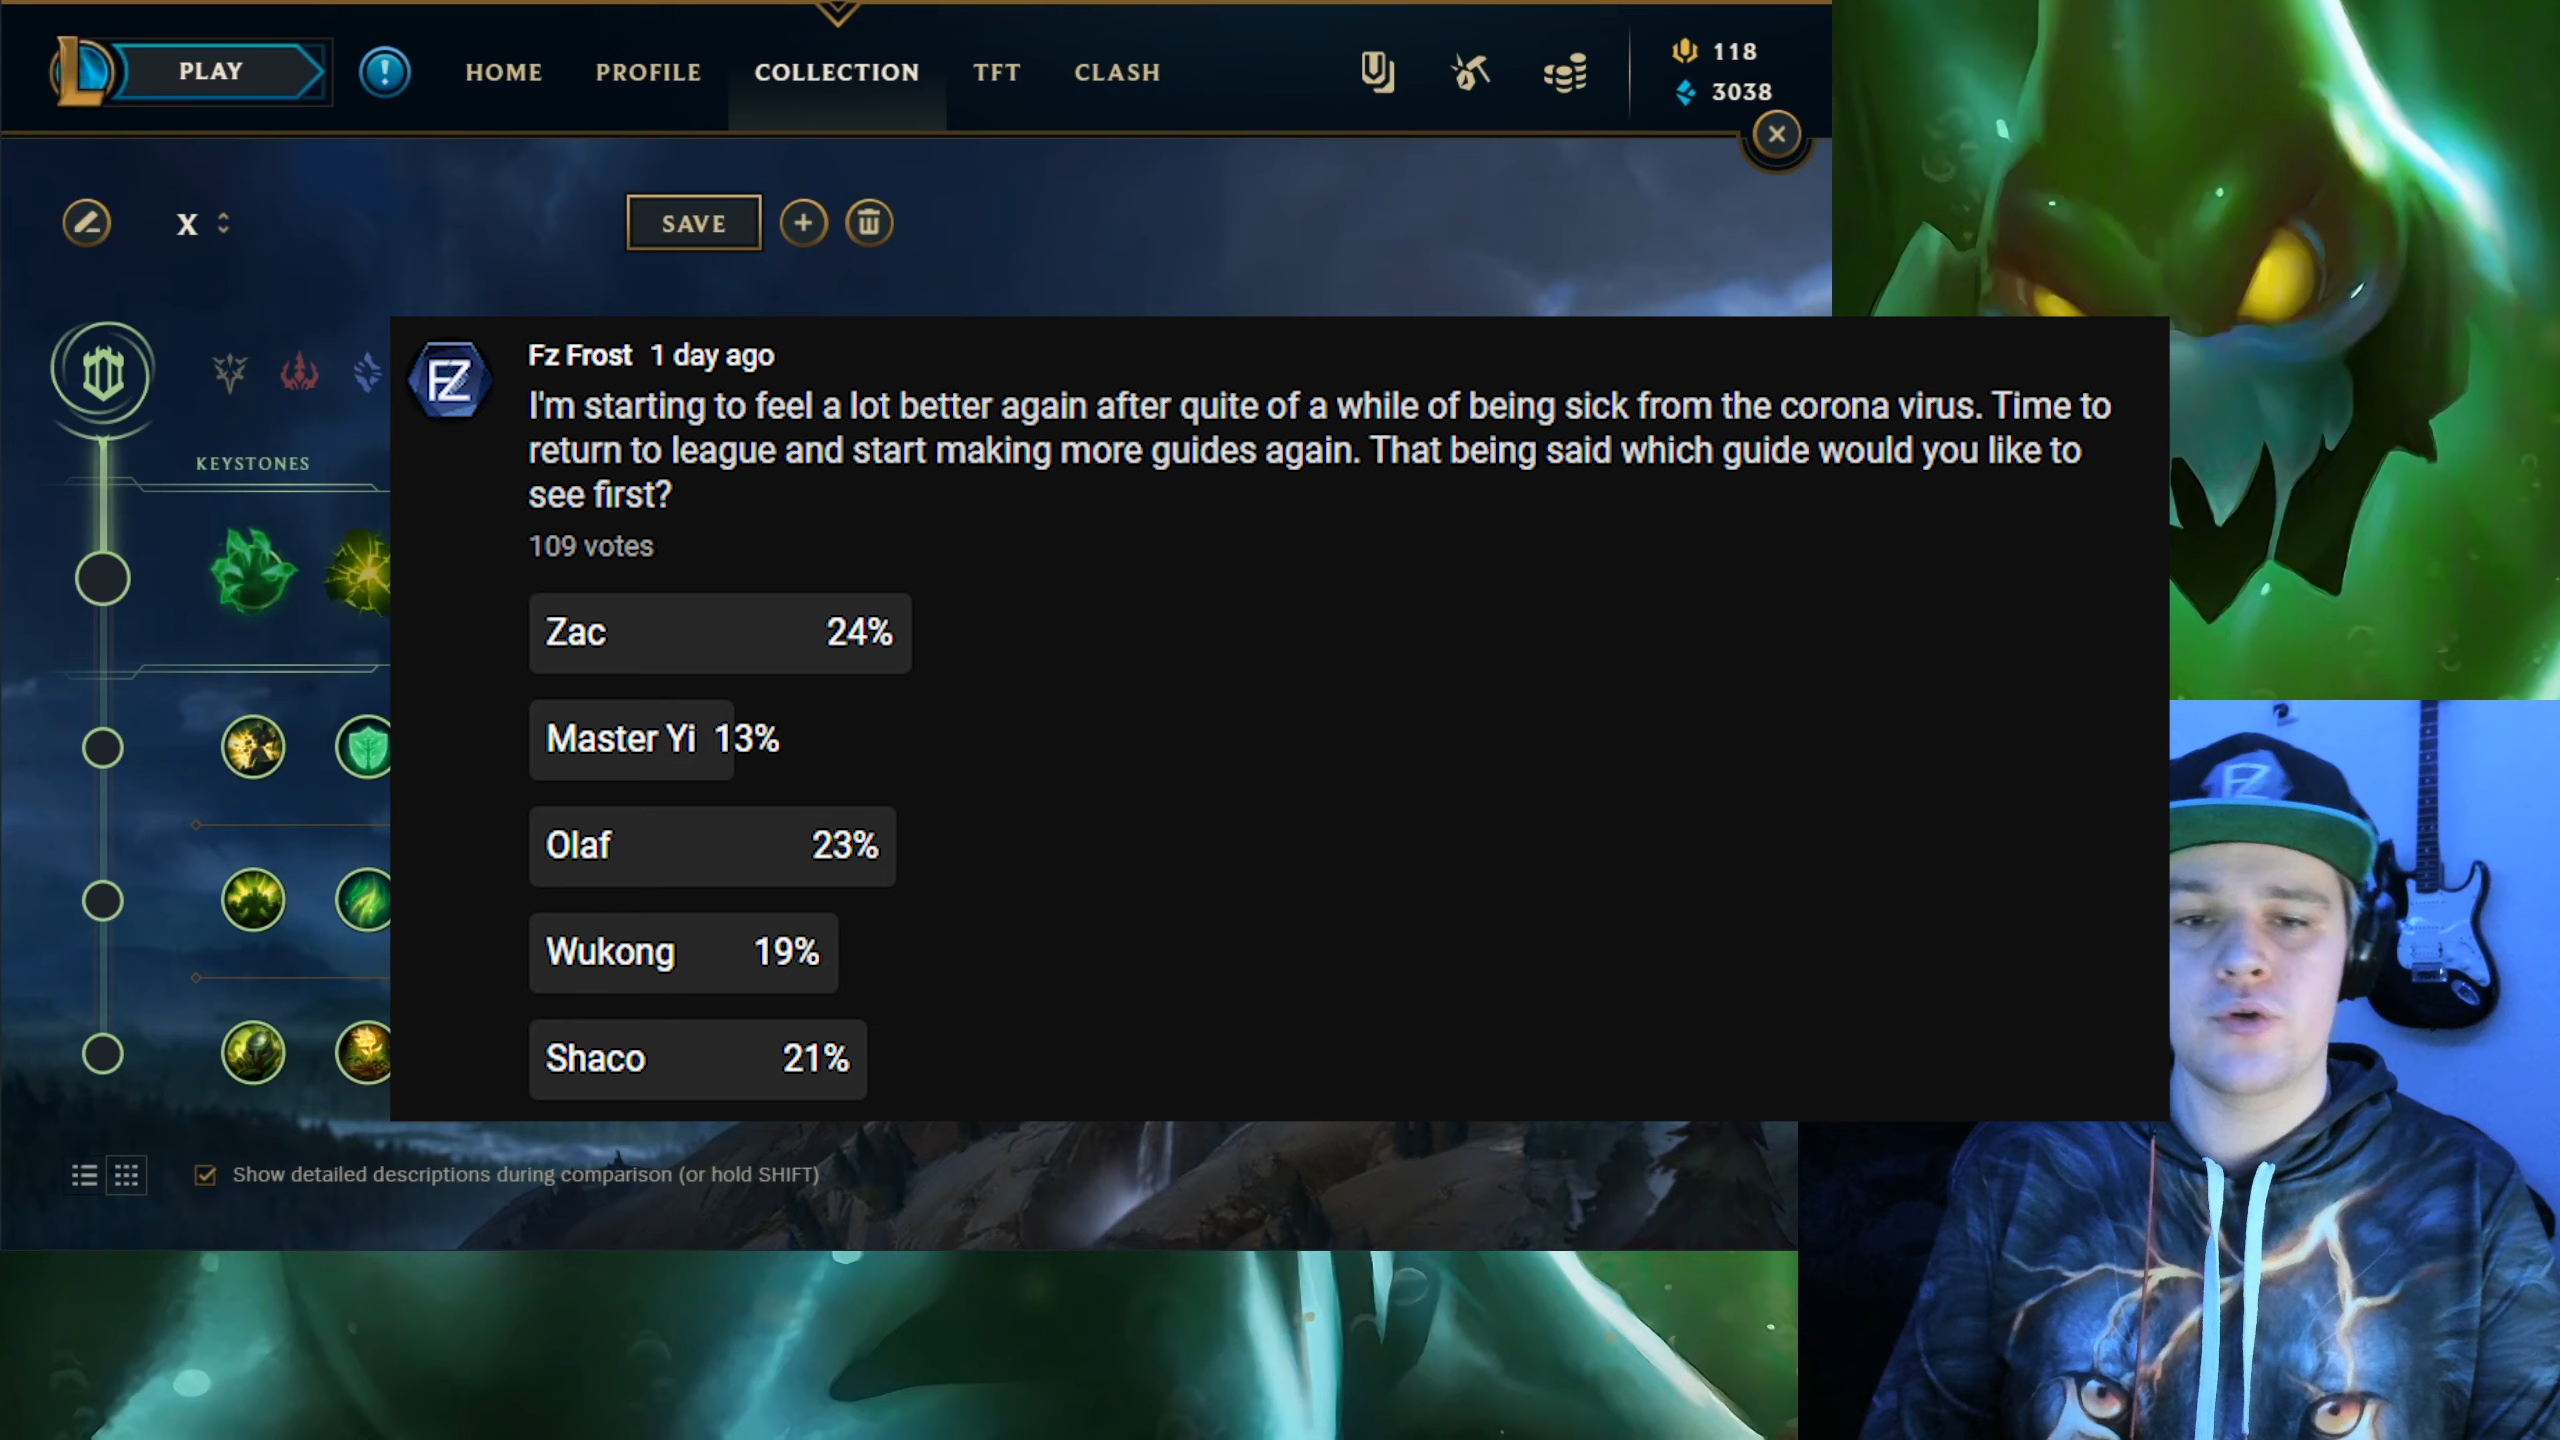 PLAY
HOME
PROFILE
COLLECTION
TFT
CLASH
118
3038
X
SAVE
KEYSTONES
FZ
Fz Frost 1 day ago
I'm starting to feel a lot better again after quite of a while of being sick from the corona virus. Time to
return to league and start making more guides again. That being said which guide would you like to
see first?
109 votes
Zac 24%
Master Yi 13%
Olaf 23%
Wukong 19%
Shaco 21%
FZ
Show detailed descriptions during comparison (or hold SHIFT)